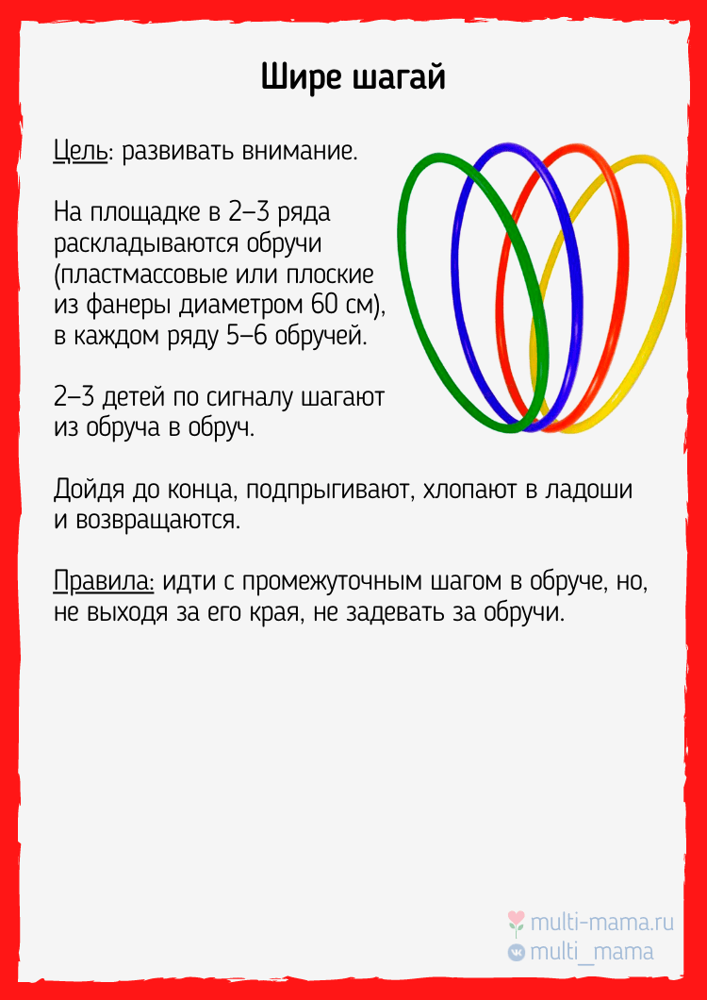 Шире шагай
Цель: развивать внимание.
На площадке в 2–3 ряда
раскладываются обручи
(пластмассовые или плоские
из фанеры диаметром 60 см),
в каждом ряду 5–6 обручей.
2–3 детей по сигналу шагают
из обруча в обруч.
Дойдя до конца, подпрыгивают, хлопают в ладоши
и возвращаются.
Правила: идти с промежуточным шагом в обруче, но,
не выходя за его края, не задевать за обручи.
multi-mama.ru
multi_mama